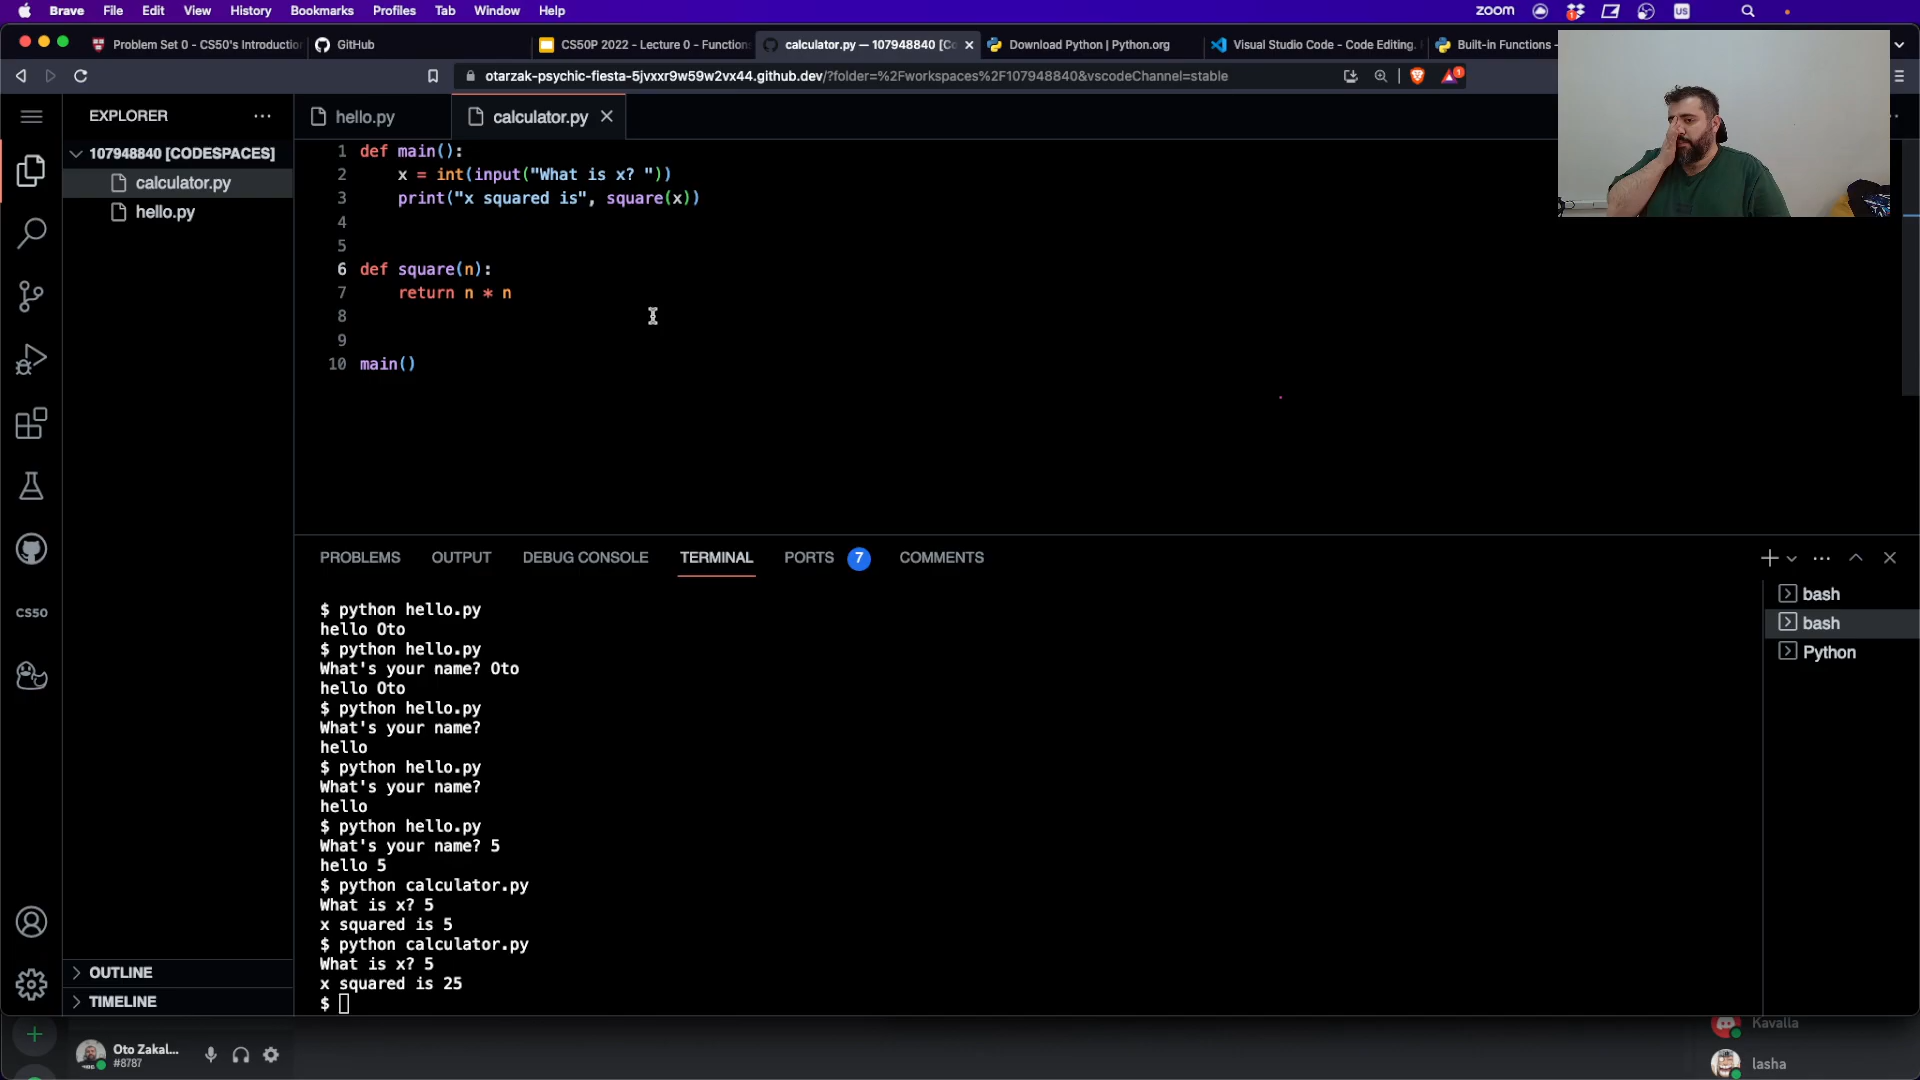 Brave File Edit View History Bookmarks Profiles Tab Window Help zoom US
Problem Set 0 - CS50's Introduction GitHub CS50P 2022 - Lecture 0 - Function calculator.py — 107948840 [Co Download Python | Python.org Visual Studio Code - Code Editing. Built-in Functions -
otarzak-psychic-fiesta-5jvxxr9w59w2vx44.github.dev/?folder=%2Fworkspaces%2F107948840&vscodeChannel=stable 1
EXPLORER
107948840 [CODESPACES]
calculator.py
hello.py
CS50
OUTLINE
TIMELINE
hello.py calculator.py
1 def main():
2 x = int(input("What is x? "))
3 print("x squared is", square(x))
4
5
6 def square(n):
7 return n * n
8
9
10 main()
PROBLEMS OUTPUT DEBUG CONSOLE TERMINAL PORTS 7 COMMENTS
$ python hello.py
hello Oto
$ python hello.py
What's your name? Oto
hello Oto
$ python hello.py
What's your name?
hello
$ python hello.py
What's your name?
hello
$ python hello.py
What's your name? 5
hello 5
$ python calculator.py
What is x? 5
x squared is 5
$ python calculator.py
What is x? 5
x squared is 25
$
bash
bash
Python
Oto Zakal...
#8787
Kavalla
lasha